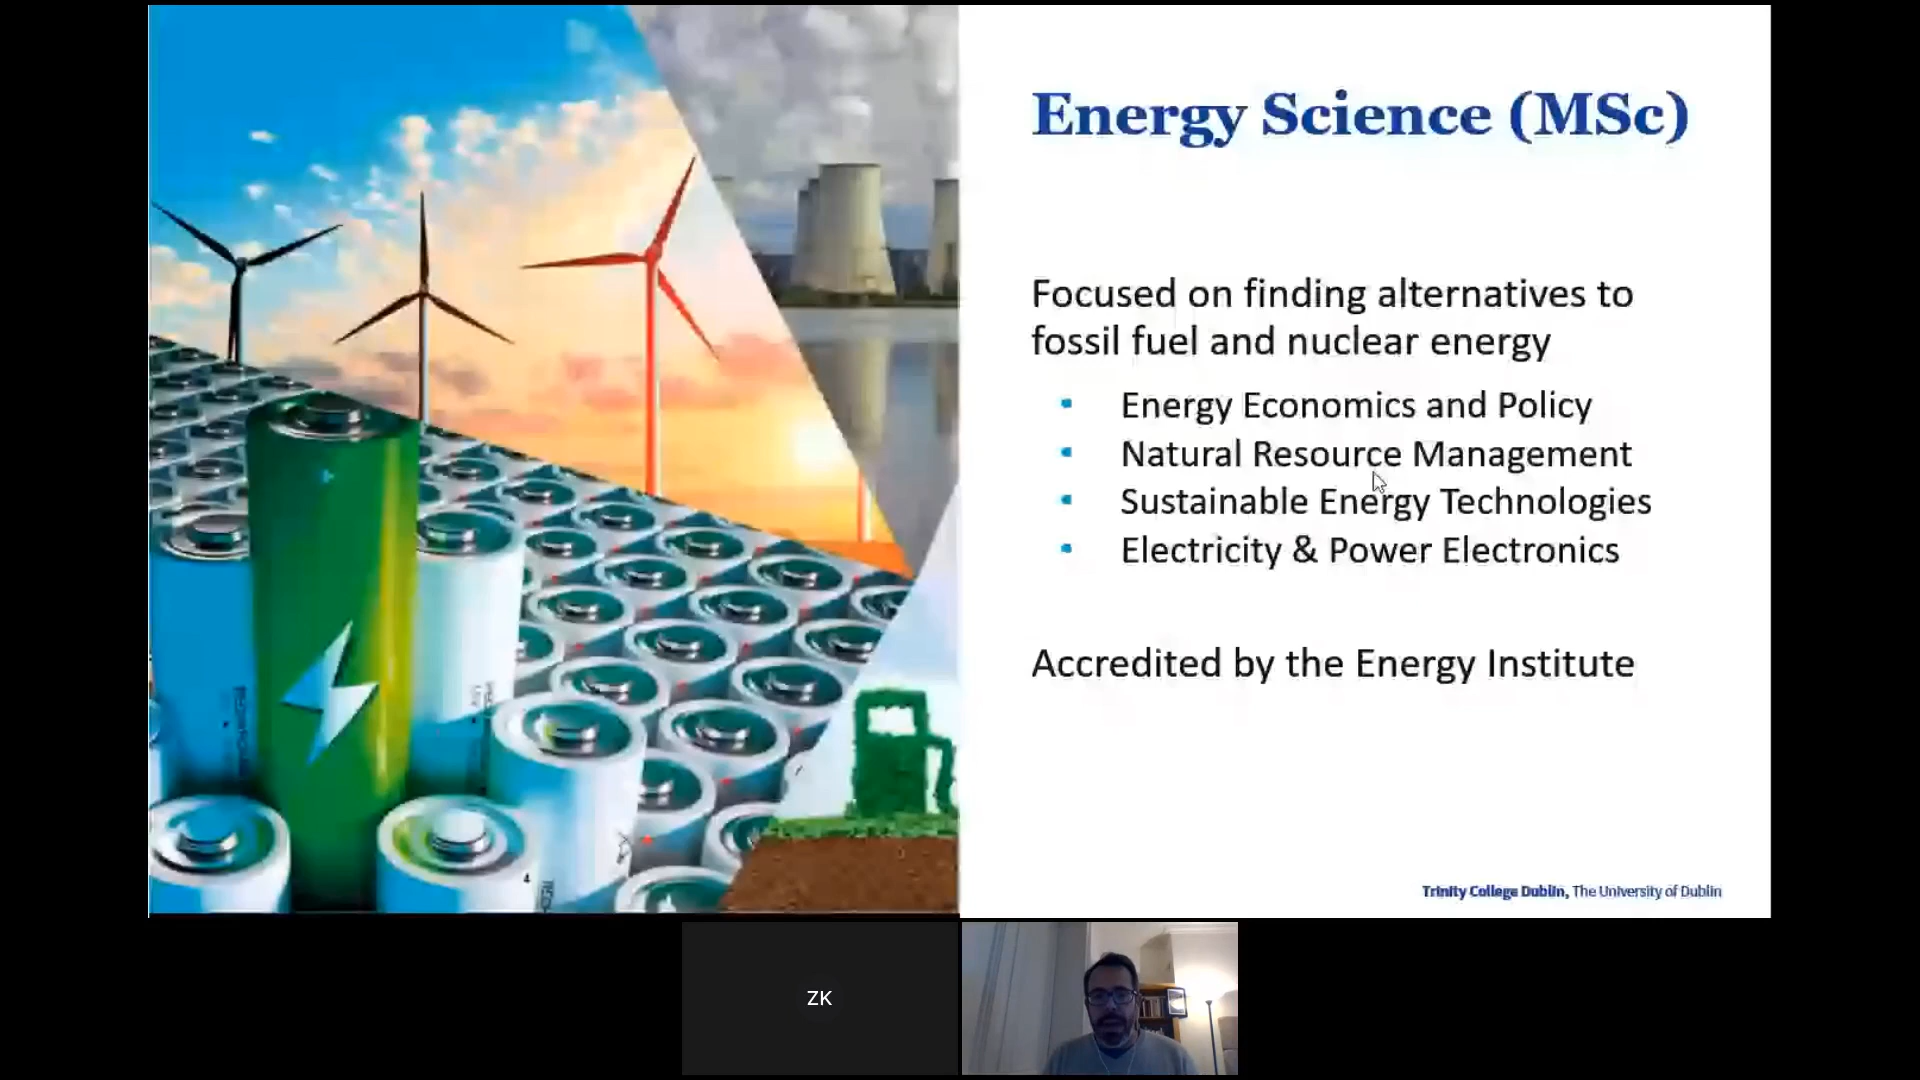 Energy Science (MSc)
Focused on finding alternatives to
fossil fuel and nuclear energy
Energy Economics and Policy
Natural Resource Management
Sustainable Energy Technologies
Electricity & Power Electronics
Accredited by the Energy Institute
Trinity College Dublin, The University of Dublin
ZK